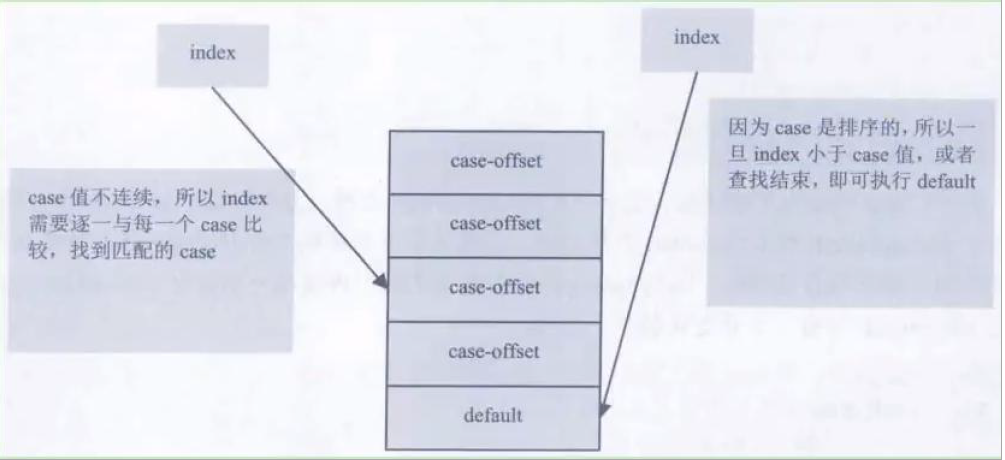 index
index
case 值不连续，所以 index
需要逐一与每一个 case 比
较，找到匹配的 case
case-offset
case-offset
case-offset
case-offset
default
因为 case 是排序的，所以一
旦 index 小于 case 值，或者
查找结束，即可执行 default